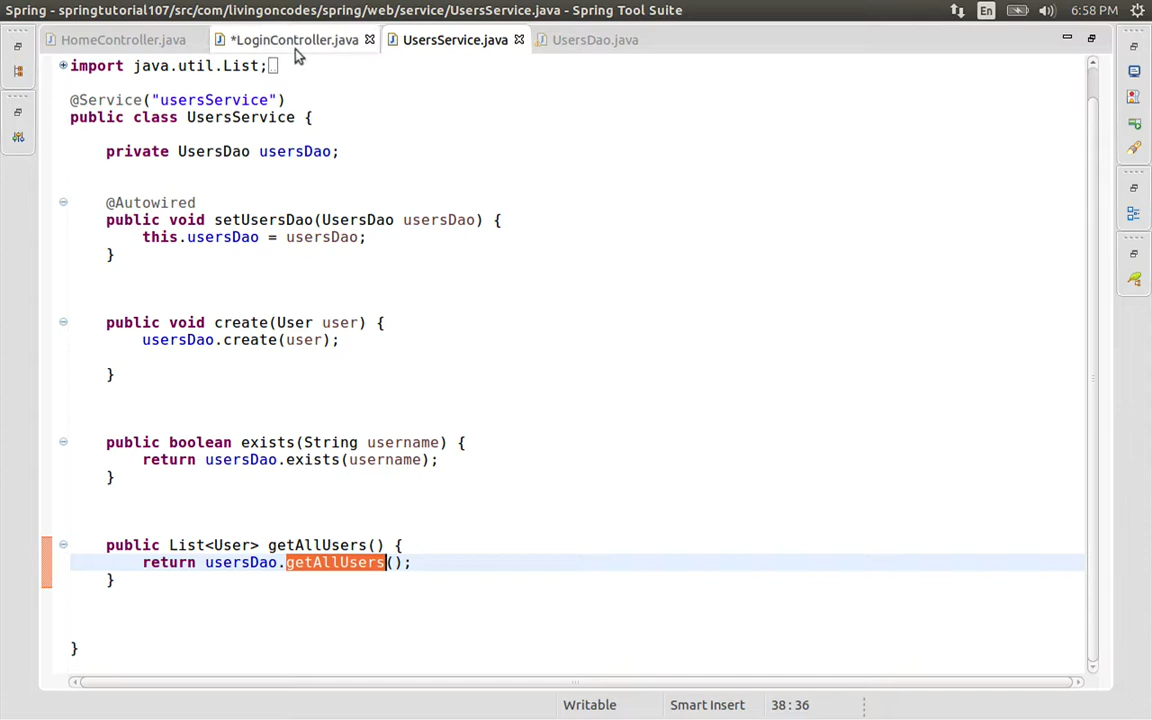 Spring - springtutorial107/src/com/livingoncodes/spring/web/service/UsersService.java - Spring Tool Suite
En
6:58 PM
HomeController.java
*LoginController.java
UsersService.java
UsersDao.java
import java.util.List;
@Service("usersService")
public class UsersService {
private UsersDao usersDao;
@Autowired
public void setUsersDao(UsersDao usersDao) {
this.usersDao = usersDao;
}
public void create(User user) {
usersDao.create(user);
}
public boolean exists(String username) {
return usersDao.exists(username);
}
public List<User> getAllUsers() {
return usersDao.getAllUsers();
}
}
Writable
Smart Insert
38 : 36